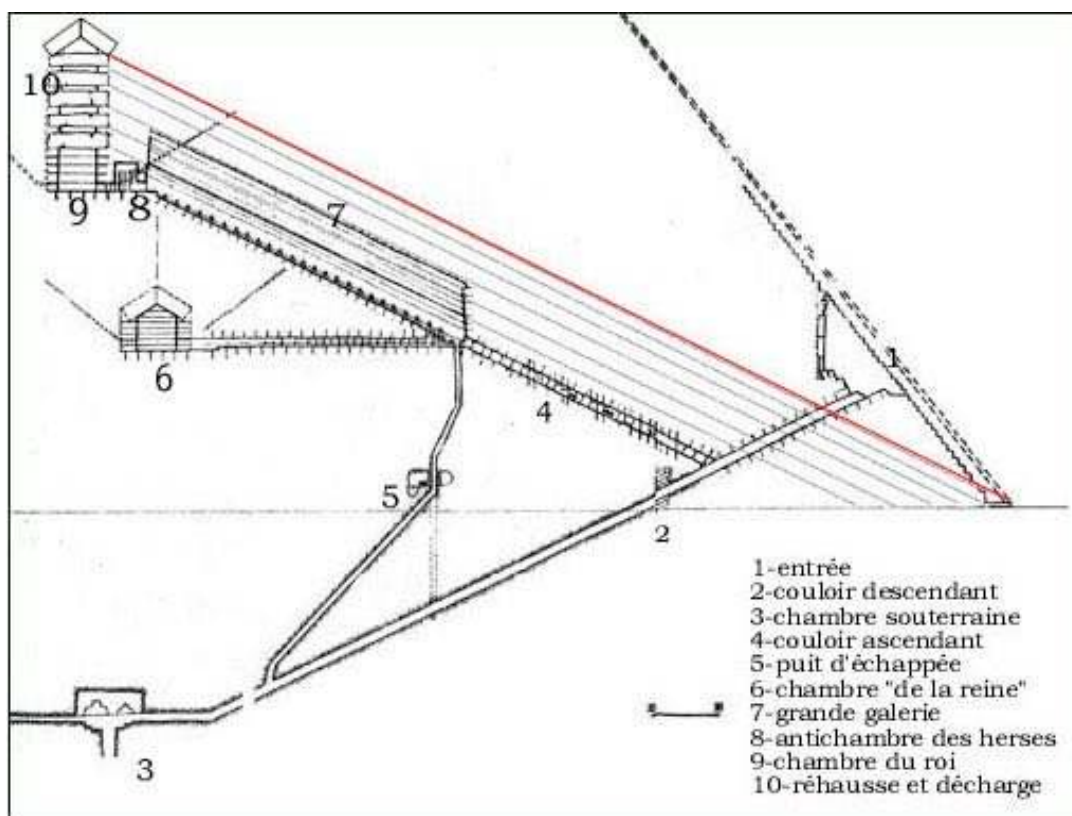 10
9
8
7
6
4
1
5
2
3
1-entrée
2-couloir descendant
3-chambre souterraine
4-couloir ascendant
5-puit d'échappée
6-chambre "de la reine"
7-grande galerie
8-antichambre des herses
9-chambre du roi
10-réhausse et décharge